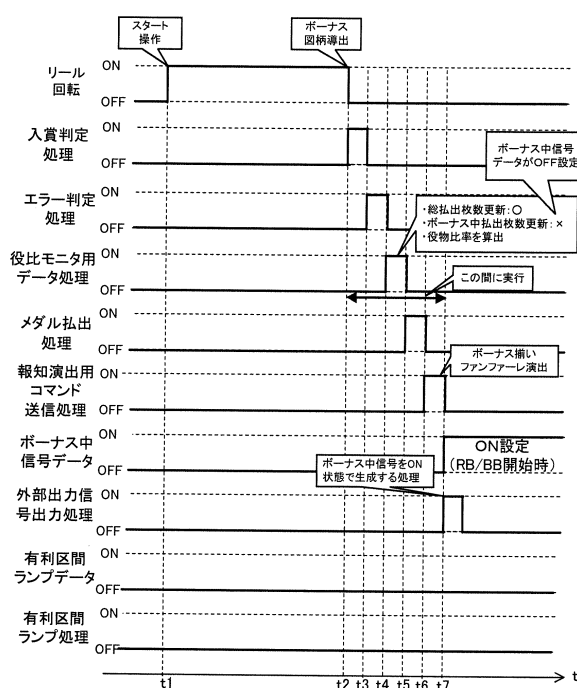 スタート
操作
ボーナス
図柄導出
リール
回転
ON
OFF
入賞判定
処理
ON
OFF
ボーナス中信号
データがOFF設定
エラー判定
処理
ON
OFF
・総払出枚数更新：○
・ボーナス中払出枚数更新：×
・役物比率を算出
役比モニタ用
データ処理
ON
OFF
この間に実行
メダル払出
処理
ON
OFF
ボーナス揃い
ファンファーレ演出
報知演出用
コマンド
送信処理
ON
OFF
ボーナス中
信号データ
ON
OFF
ON設定
(RB/BB開始時)
ボーナス中信号をON
状態で生成する処理
外部出力信
号出力処理
ON
OFF
有利区間
ランプデータ
ON
OFF
有利区間
ランプ処理
ON
OFF
t1 t2 t3 t4 t5 t6 t7 t